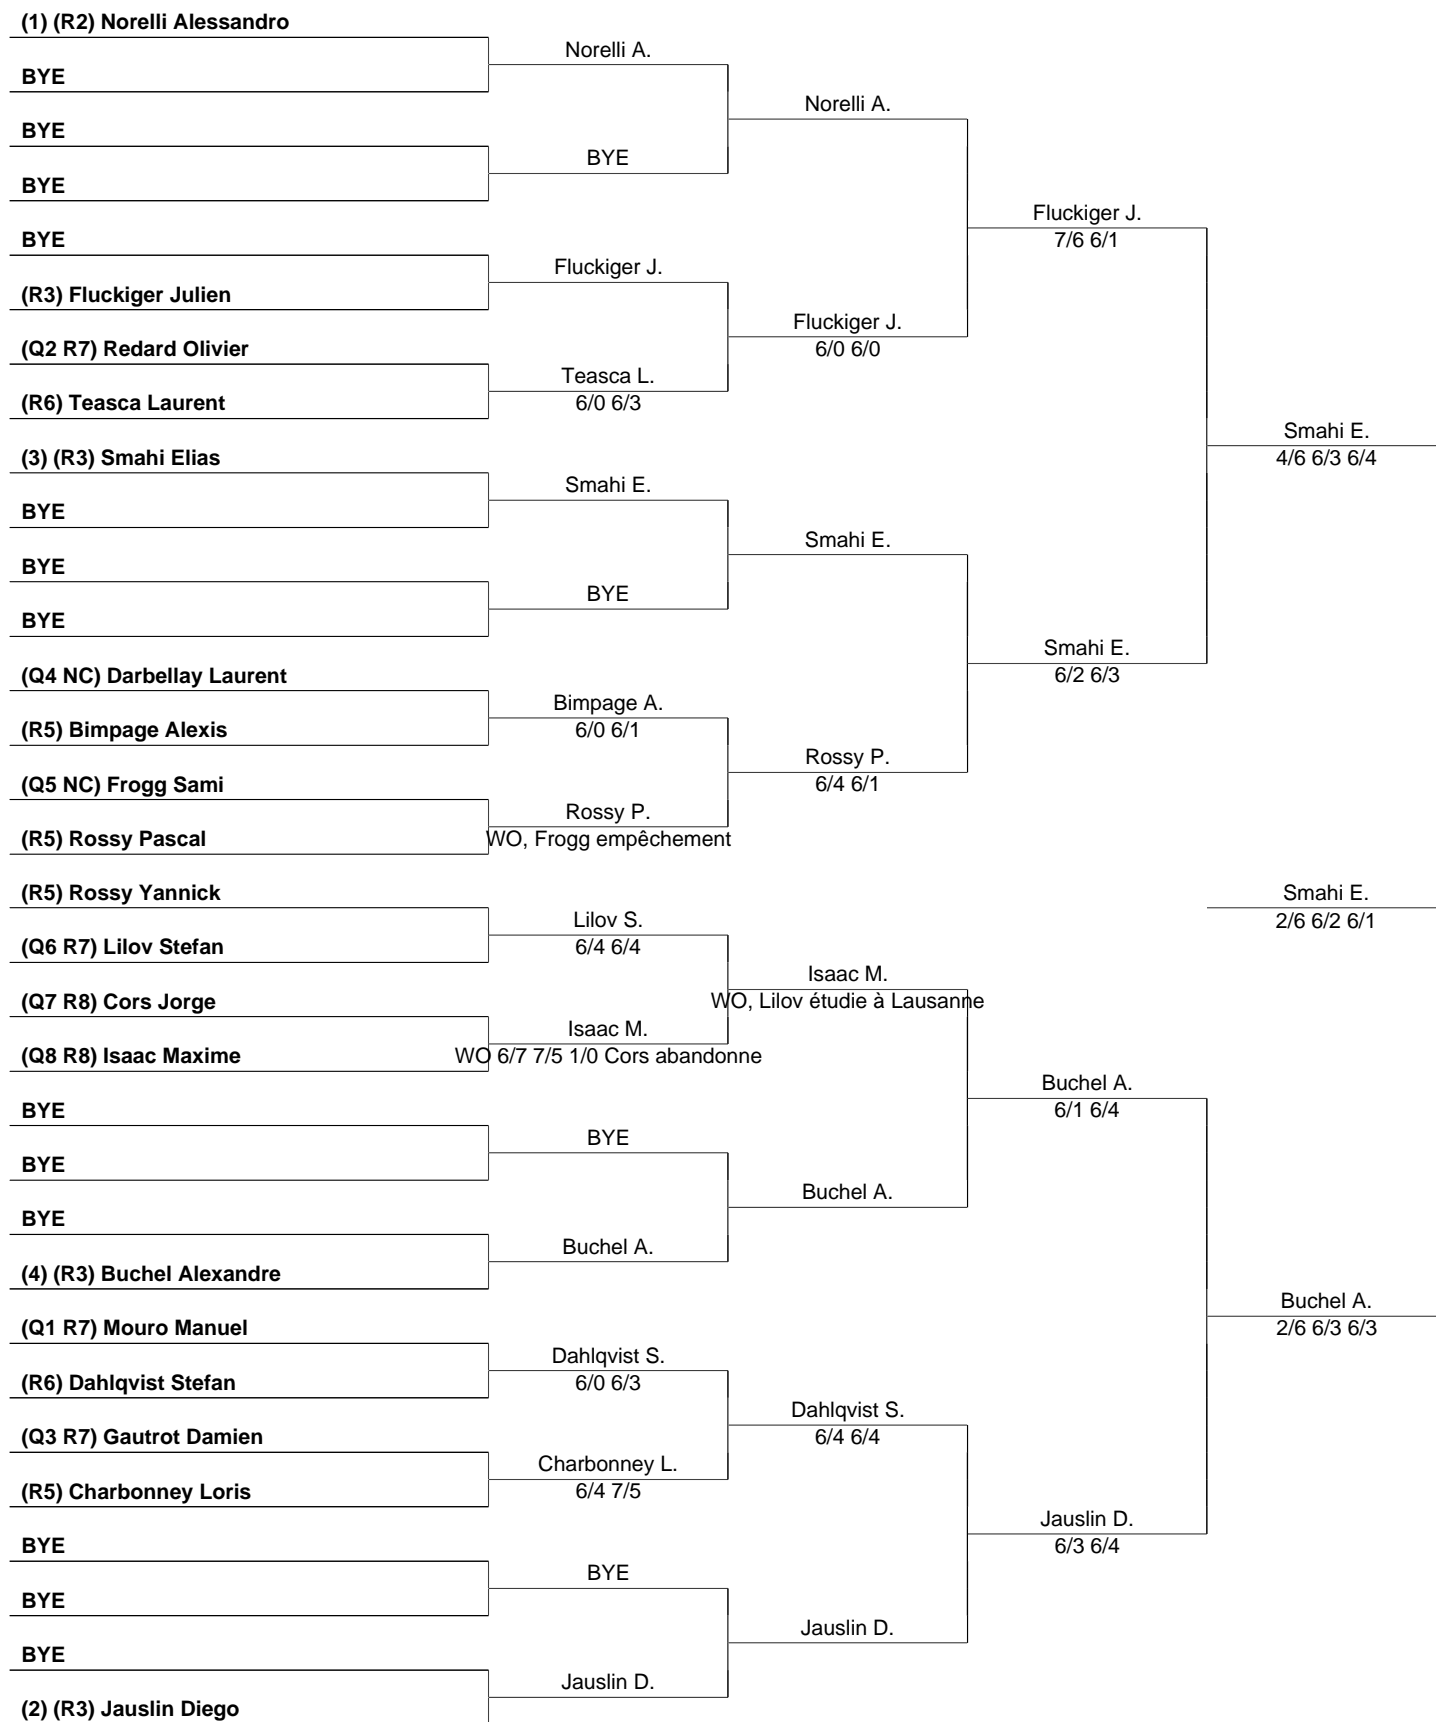 (1) (R2) Norelli Alessandro
Norelli A.
BYE
Norelli A.
BYE
BYE
BYE
Fluckiger J.
7/6 6/1
BYE
Fluckiger J.
(R3) Fluckiger Julien
Fluckiger J.
6/0 6/0
(Q2 R7) Redard Olivier
Teasca L.
6/0 6/3
(R6) Teasca Laurent
Smahi E.
4/6 6/3 6/4
(3) (R3) Smahi Elias
Smahi E.
BYE
Smahi E.
BYE
BYE
BYE
Smahi E.
6/2 6/3
(Q4 NC) Darbellay Laurent
Bimpage A.
6/0 6/1
(R5) Bimpage Alexis
Rossy P.
6/4 6/1
(Q5 NC) Frogg Sami
Rossy P.
WO, Frogg empêchement
(R5) Rossy Pascal
(R5) Rossy Yannick
Smahi E.
2/6 6/2 6/1
Lilov S.
6/4 6/4
(Q6 R7) Lilov Stefan
Isaac M.
WO, Lilov étudie à Lausanne
(Q7 R8) Cors Jorge
Isaac M.
WO 6/7 7/5 1/0 Cors abandonne
(Q8 R8) Isaac Maxime
Buchel A.
6/1 6/4
BYE
BYE
BYE
Buchel A.
BYE
Buchel A.
(4) (R3) Buchel Alexandre
Buchel A.
2/6 6/3 6/3
(Q1 R7) Mouro Manuel
Dahlqvist S.
6/0 6/3
(R6) Dahlqvist Stefan
Dahlqvist S.
6/4 6/4
(Q3 R7) Gautrot Damien
Charbonney L.
6/4 7/5
(R5) Charbonney Loris
Jauslin D.
6/3 6/4
BYE
BYE
BYE
Jauslin D.
BYE
Jauslin D.
(2) (R3) Jauslin Diego